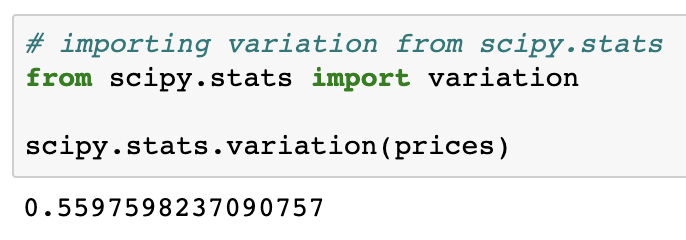 # importing variation from scipy.stats
from scipy.stats import variation
scipy.stats.variation(prices)
0.5597598237090757